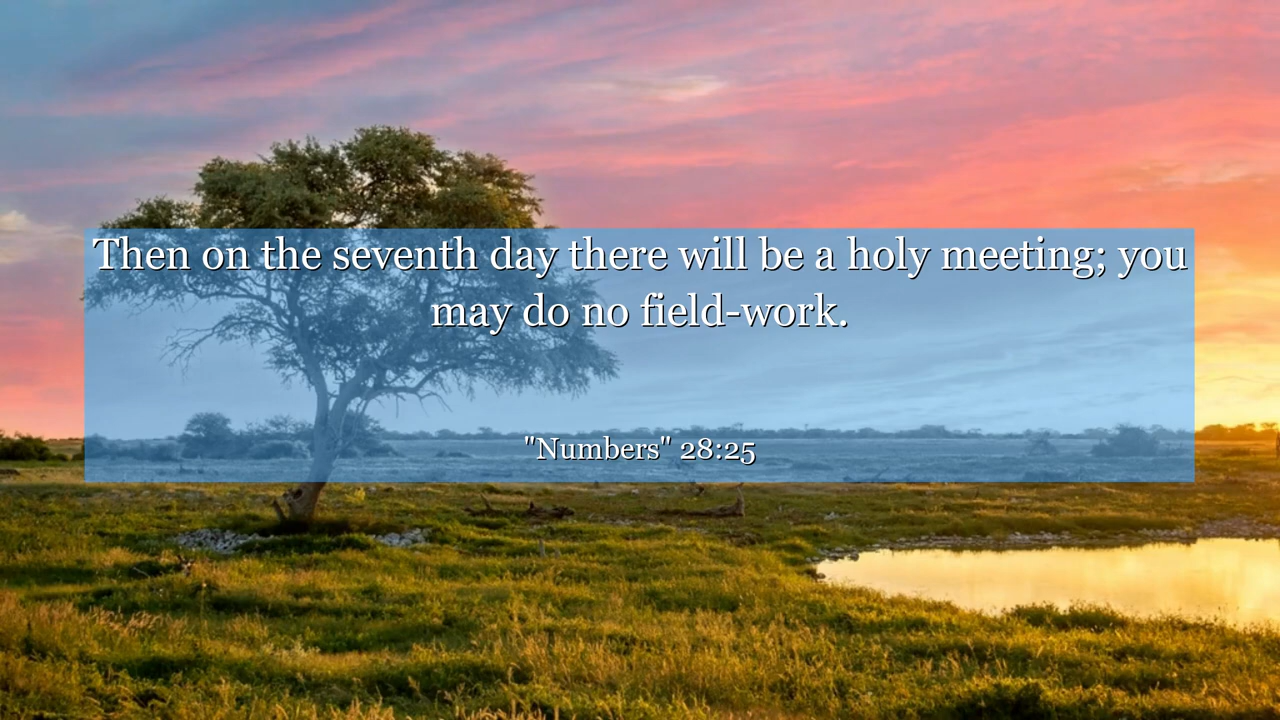 Then on the seventh day there will be a holy meeting; you
may do no field-work.
"Numbers" 28:25